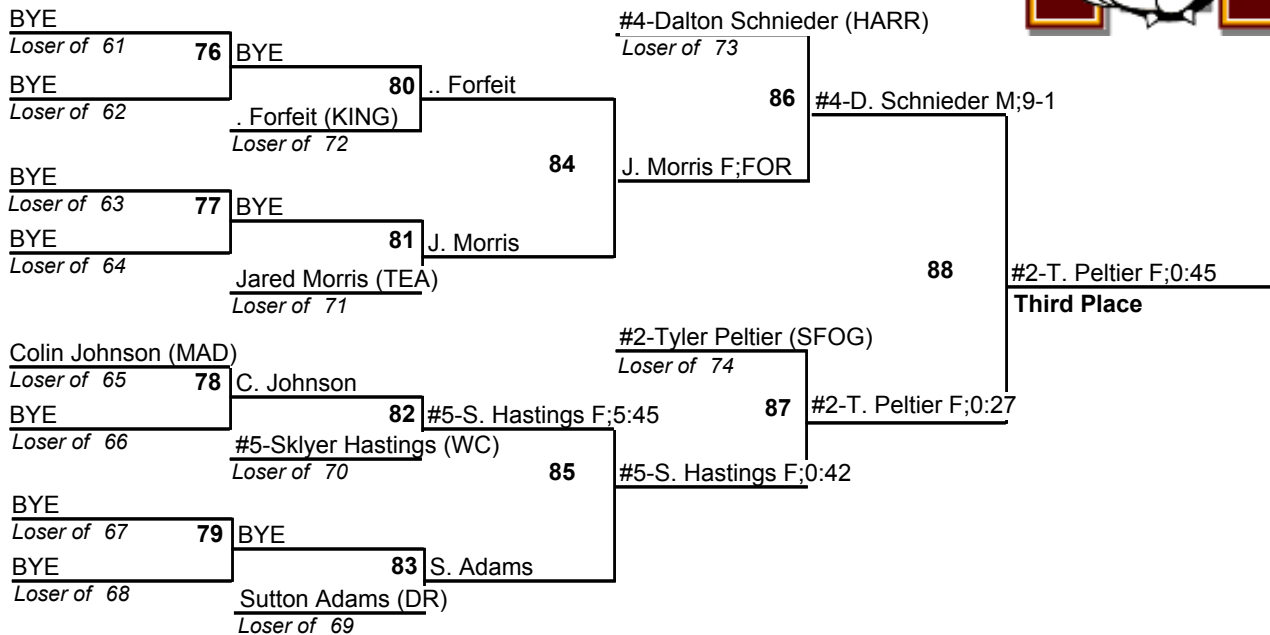 BYE
Loser of 61
76
BYE
BYE
Loser of 62
80
.. Forfeit
. Forfeit (KING)
Loser of 72
BYE
Loser of 63
77
BYE
BYE
Loser of 64
81
J. Morris
Jared Morris (TEA)
Loser of 71
84
#4-Dalton Schnieder (HARR)
Loser of 73
86
#4-D. Schnieder M;9-1
J. Morris F;FOR
Colin Johnson (MAD)
Loser of 65
78
C. Johnson
BYE
Loser of 66
82
#5-S. Hastings F;5:45
#5-Sklyer Hastings (WC)
Loser of 70
BYE
Loser of 67
79
BYE
BYE
Loser of 68
83
S. Adams
Sutton Adams (DR)
Loser of 69
85
#2-Tyler Peltier (SFOG)
Loser of 74
87
#2-T. Peltier F;0:27
#5-S. Hastings F;0:42
88
#2-T. Peltier F;0:45
Third Place